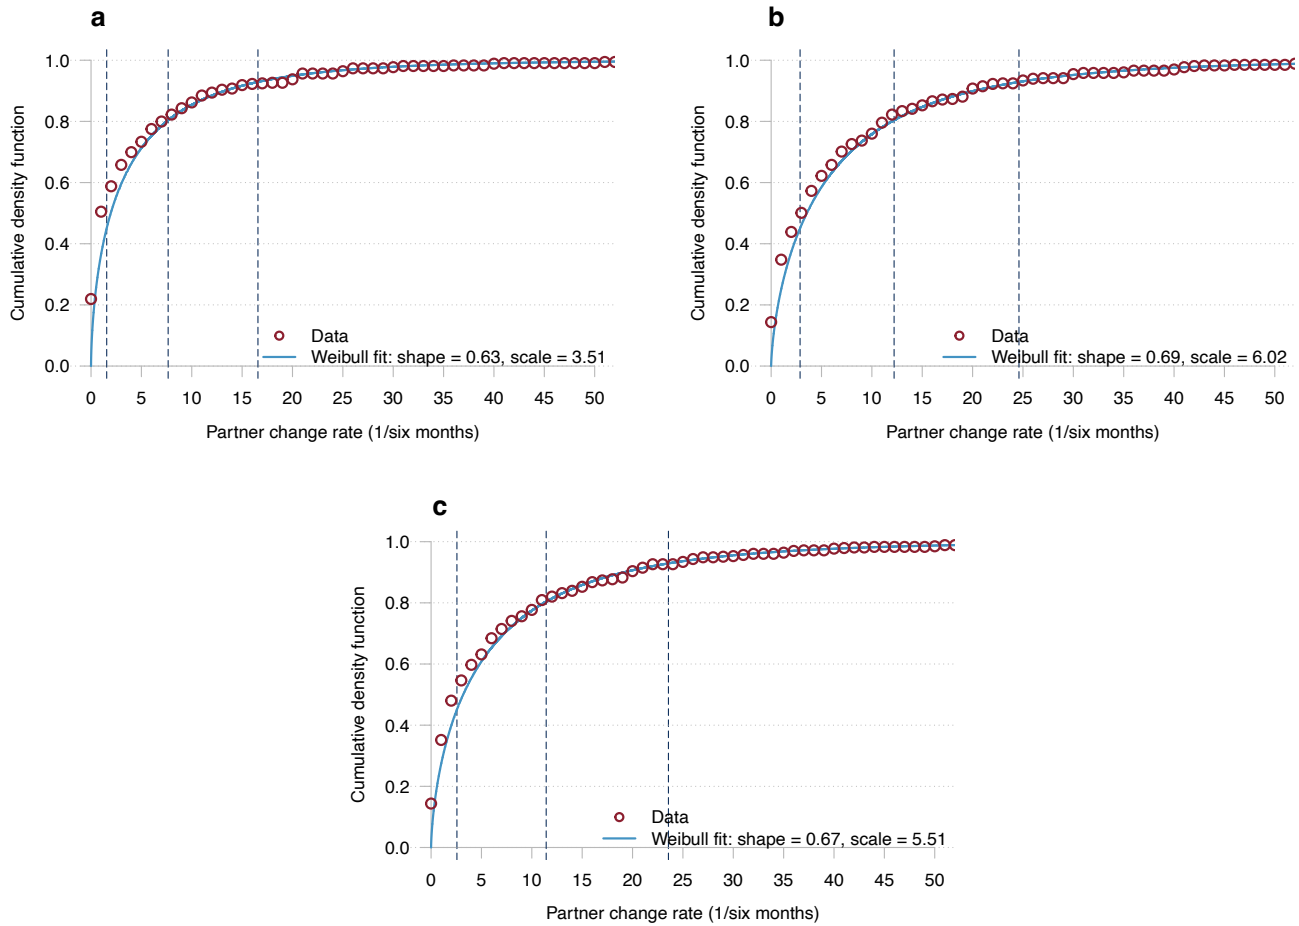 a
Cumulative density function
1.0
0.8
0.6
0.4
0.2
0.0
Data
Weibull fit: shape = 0.63, scale = 3.51
0 5 10 15 20 25 30 35 40 45 50
Partner change rate (1/six months)
b
Cumulative density function
1.0
0.8
0.6
0.4
0.2
0.0
Data
Weibull fit: shape = 0.69, scale = 6.02
0 5 10 15 20 25 30 35 40 45 50
Partner change rate (1/six months)
c
Cumulative density function
1.0
0.8
0.6
0.4
0.2
0.0
Data
Weibull fit: shape = 0.67, scale = 5.51
0 5 10 15 20 25 30 35 40 45 50
Partner change rate (1/six months)